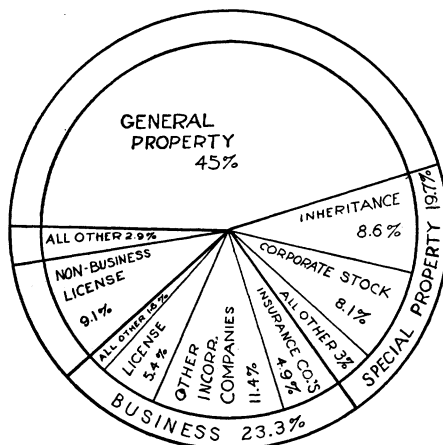 GENERAL
PROPERTY
45%
INHERITANCE
8.6%
CORPORATE STOCK
8.1%
ALL OTHER 3%
SPECIAL PROPERTY 19.7%
INSURANCE CO.'S
4.9%
OTHER
INCORP.
COMPANIES
11.4%
LICENSE
5.4%
ALL OTHER 1.6%
BUSINESS 23.3%
NON-BUSINESS
LICENSE
9.1%
ALL OTHER 2.9%